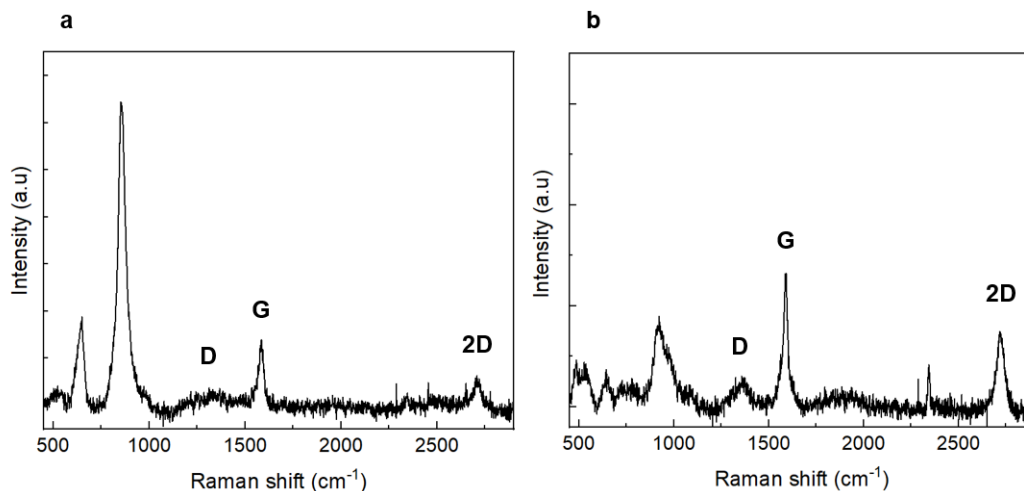 a
Intensity (a.u)
D
G
2D
500 1000 1500 2000 2500
Raman shift (cm⁻¹)
b
Intensity (a.u)
D
G
2D
500 1000 1500 2000 2500
Raman shift (cm⁻¹)